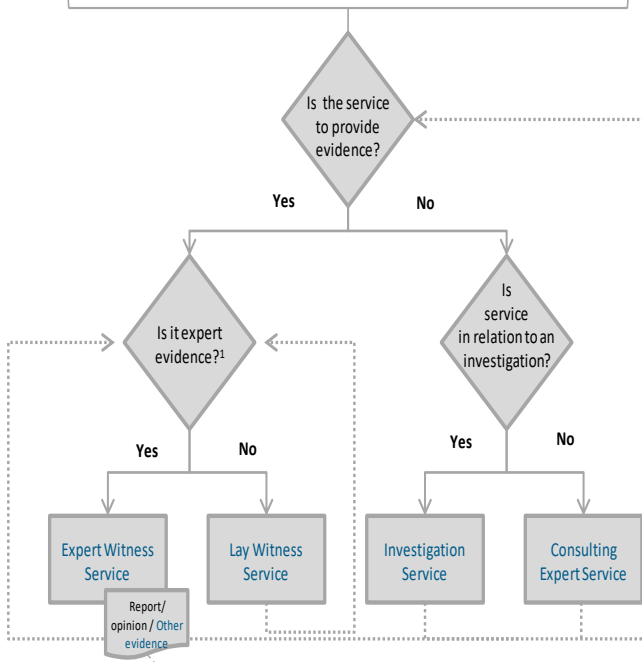 Is the service
to provide
evidence?
Yes
No
Is it expert
evidence?¹
Is
service
in relation to an
investigation?
Yes
No
Yes
No
Expert Witness
Service
Lay Witness
Service
Investigation
Service
Consulting
Expert Service
Report/
opinion / Other
evidence